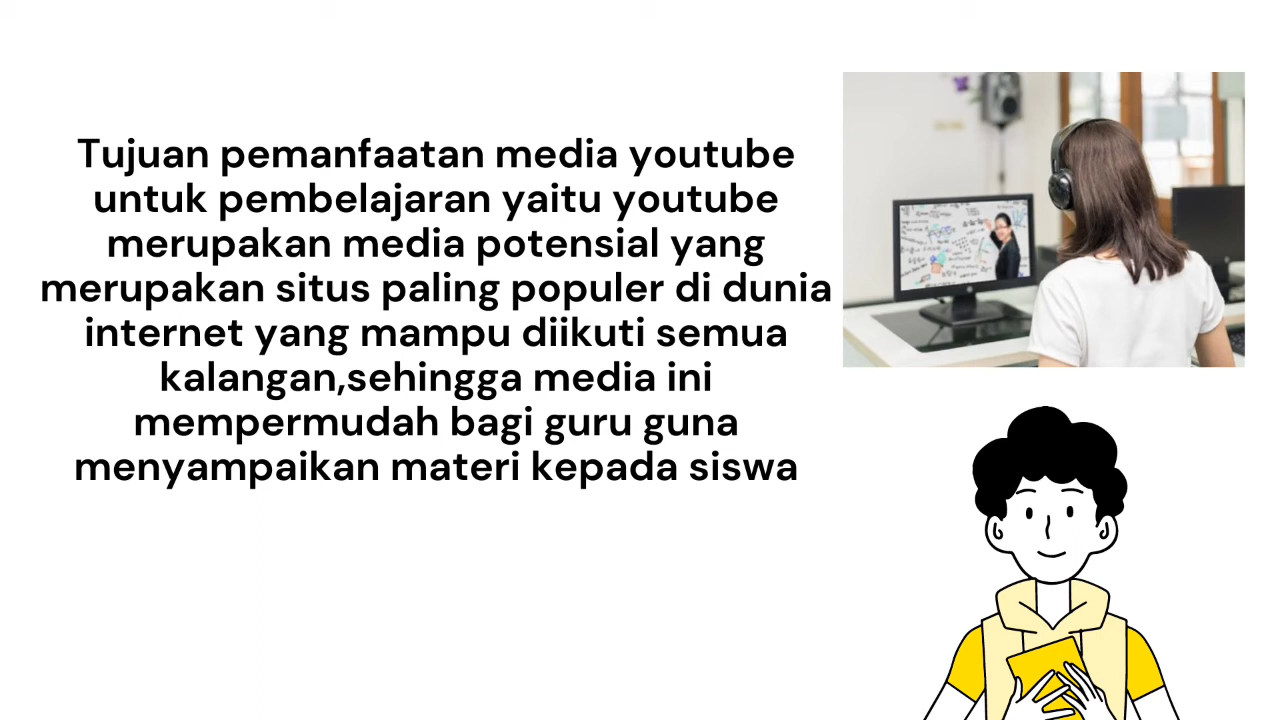 Tujuan pemanfaatan media youtube
untuk pembelajaran yaitu youtube
merupakan media potensial yang
merupakan situs paling populer di dunia
internet yang mampu diikuti semua
kalangan,sehingga media ini
mempermudah bagi guru guna
menyampaikan materi kepada siswa